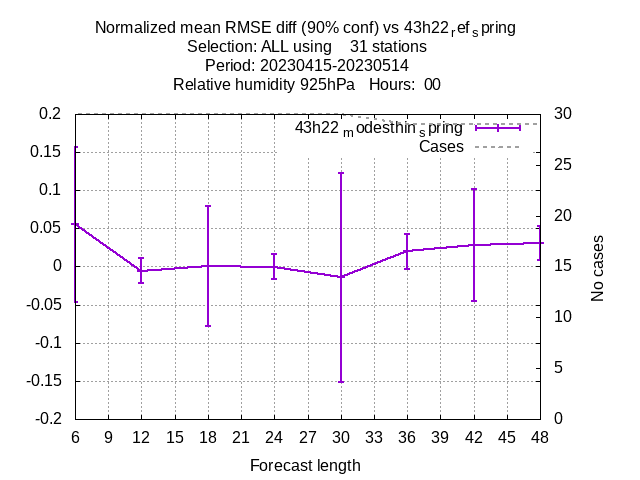 Normalized mean RMSE diff (90% conf) vs 43h22ᵣefₛpring
Selection: ALL using 31 stations
Period: 20230415-20230514
Relative humidity 925hPa Hours: 00
43h22ₘodesthinₛpring
Cases
0.2
0.15
0.1
0.05
0
-0.05
-0.1
-0.15
-0.2
30
25
20
15
10
5
0
No cases
6 9 12 15 18 21 24 27 30 33 36 39 42 45 48
Forecast length